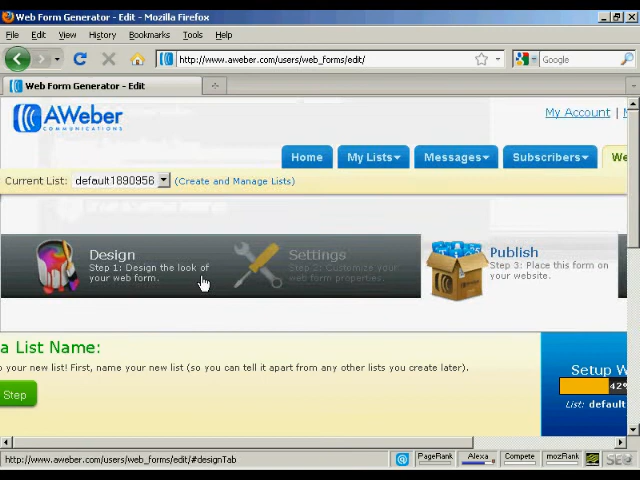 Web Form Generator - Edit - Mozilla Firefox
File Edit View History Bookmarks Tools Help
http://www.aweber.com/users/web_forms/edit/
Google
Web Form Generator - Edit
AWeber
COMMUNICATIONS
My Account
Home My Lists Messages Subscribers We
Current List: default1890956 (Create and Manage Lists)
Design
Step 1: Design the look of
your web form.
Settings
Step 2: Customize your
web form properties.
Publish
Step 3: Place this form on
your website.
a List Name:
o your new list! First, name your new list (so you can tell it apart from any other lists you create later).
Step
Setup W
42%
List: default
http://www.aweber.com/users/web_forms/edit/#designTab
PageRank Alexa Compete mozRank